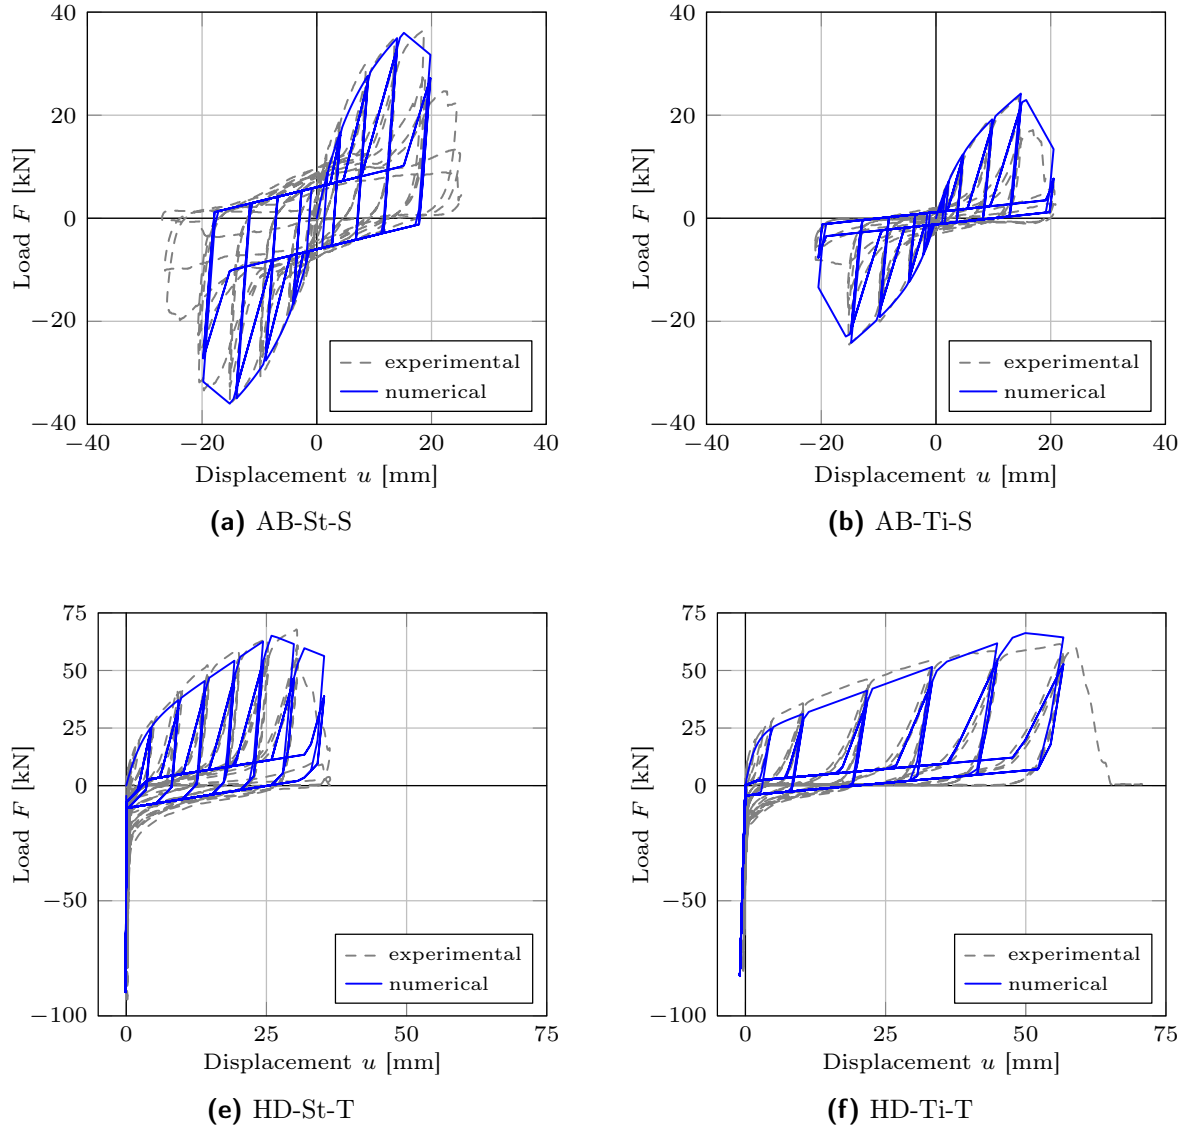 40
20
0
−20
−40
Load F [kN]
−40 −20 0 20 40
Displacement u [mm]
experimental
numerical
(a) AB-St-S
40
20
0
−20
−40
Load F [kN]
−40 −20 0 20 40
Displacement u [mm]
experimental
numerical
(b) AB-Ti-S
75
50
25
0
−50
−100
Load F [kN]
0 25 50 75
Displacement u [mm]
experimental
numerical
(e) HD-St-T
75
50
25
0
−50
−100
Load F [kN]
0 25 50 75
Displacement u [mm]
experimental
numerical
(f) HD-Ti-T